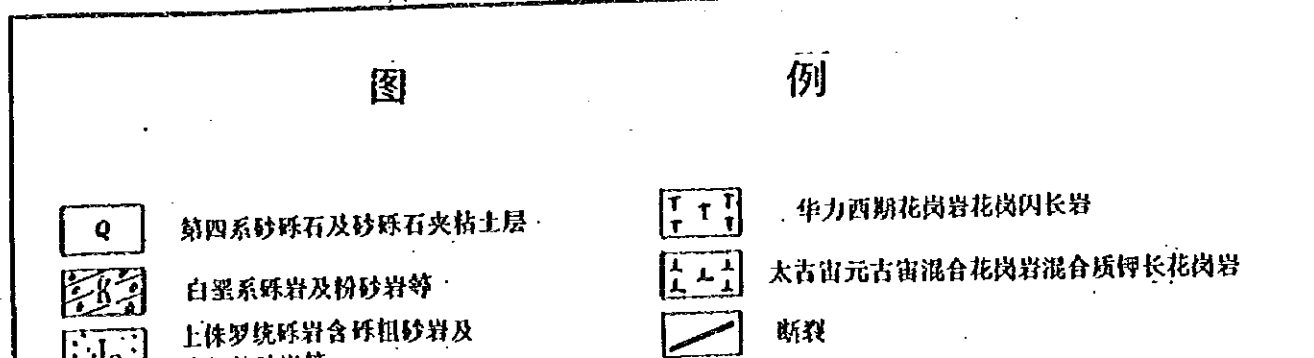 图 例
Q 第四系砂砾石及砂砾石夹粘土层
K 白垩系砾岩及粉砂岩等
上侏罗统砾岩含砾粗砂岩及
华力西期花岗岩花岗闪长岩
太古宙元古宙混合花岗岩混合质钾长花岗岩
断裂